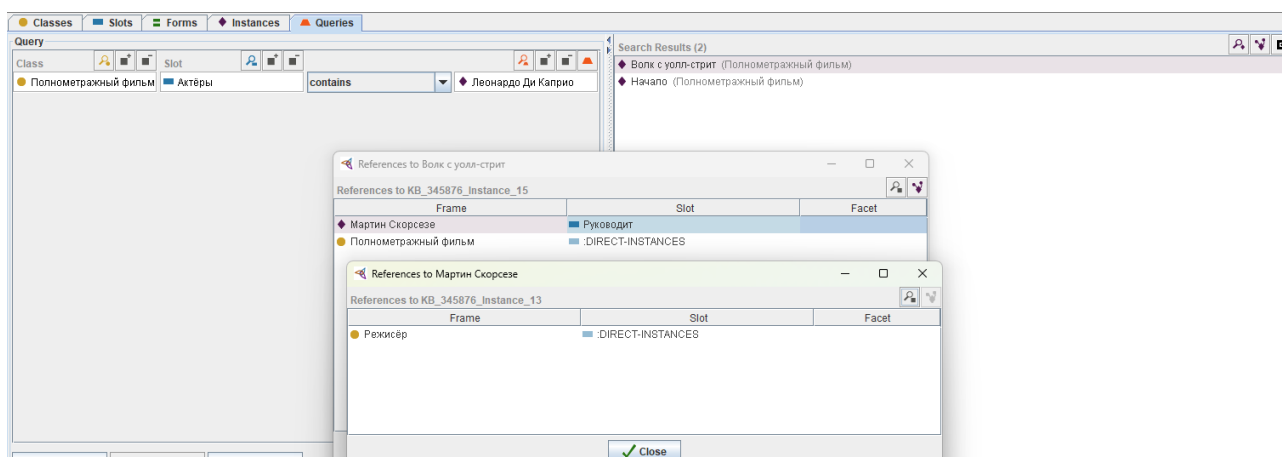 Classes Slots Forms Instances Queries
Query
Class Slot
Полнометражный фильм Актёры contains Леонардо Ди Каприо
Search Results (2)
Волк с уолл-стрит (Полнометражный фильм)
Начало (Полнометражный фильм)
References to Волк с уолл-стрит
References to KB_345876_Instance_15
Frame Slot Facet
Мартин Скорсезе Руководит
Полнометражный фильм :DIRECT-INSTANCES
References to Мартин Скорсезе
References to KB_345876_Instance_13
Frame Slot Facet
Режисёр :DIRECT-INSTANCES
Close